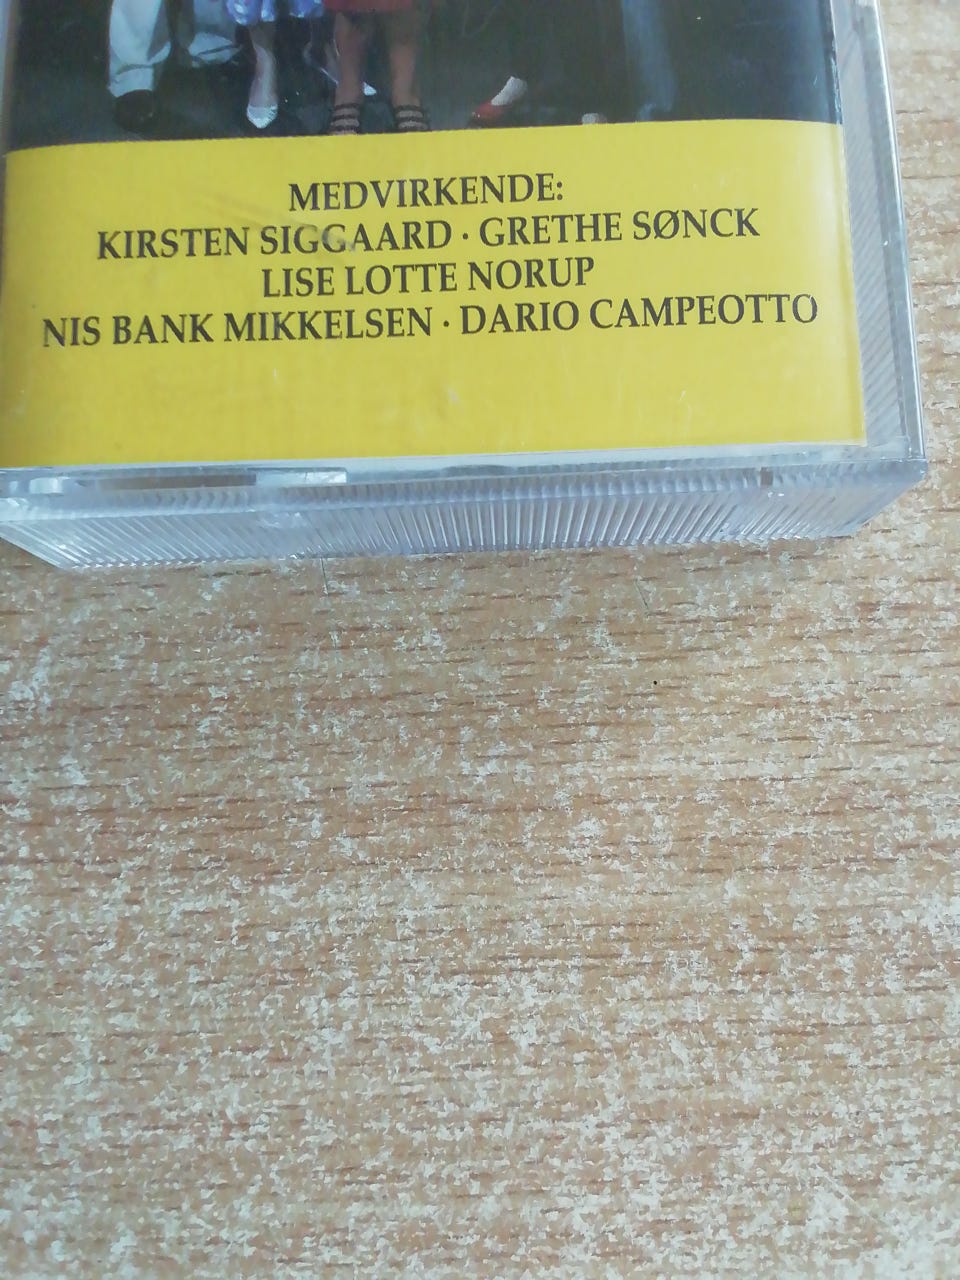 MEDVIRKENDE:
KIRSTEN SIGGAARD · GRETHE SØNCK
LISE LOTTE NORUP
NIS BANK MIKKELSEN · DARIO CAMPEOTTO